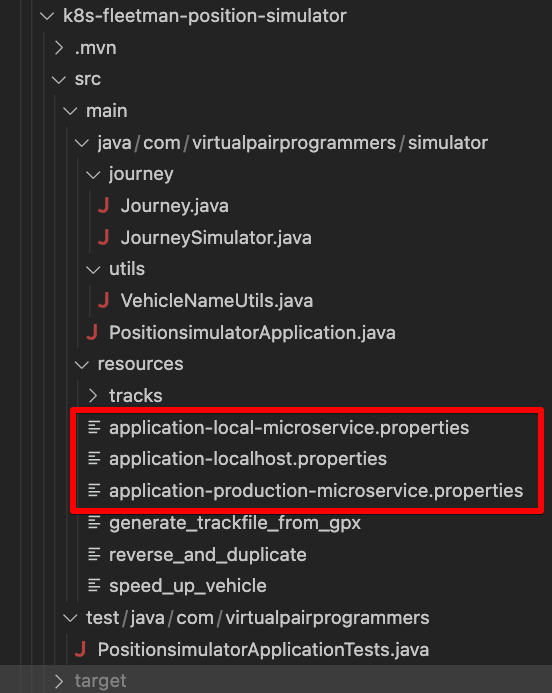 k8s-fleetman-position-simulator
.mvn
src
main
java/com/virtualpairprogrammers/simulator
journey
J Journey.java
J JourneySimulator.java
utils
J VehicleNameUtils.java
J PositionsimulatorApplication.java
resources
tracks
application-local-microservice.properties
application-localhost.properties
application-production-microservice.properties
generate_trackfile_from_gpx
reverse_and_duplicate
speed_up_vehicle
test/java/com/virtualpairprogrammers
J PositionsimulatorApplicationTests.java
target